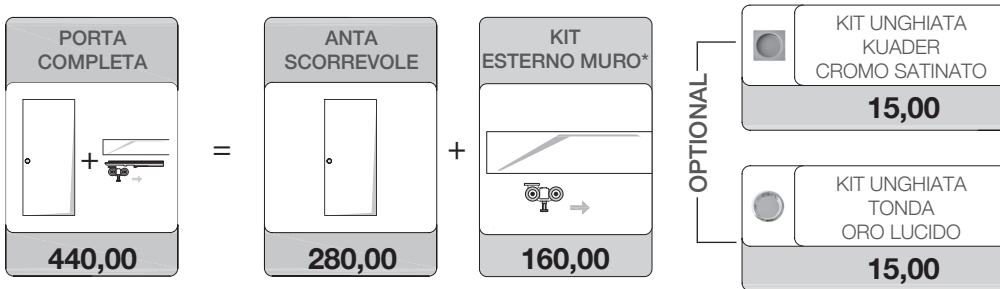 PORTA
COMPLETA
+
440,00
=
ANTA
SCORREVOLE
280,00
+
KIT
ESTERNO MURO*
160,00
OPTIONAL
KIT UNGHIATA
KUADER
CROMO SATINATO
15,00
KIT UNGHIATA
TONDA
ORO LUCIDO
15,00